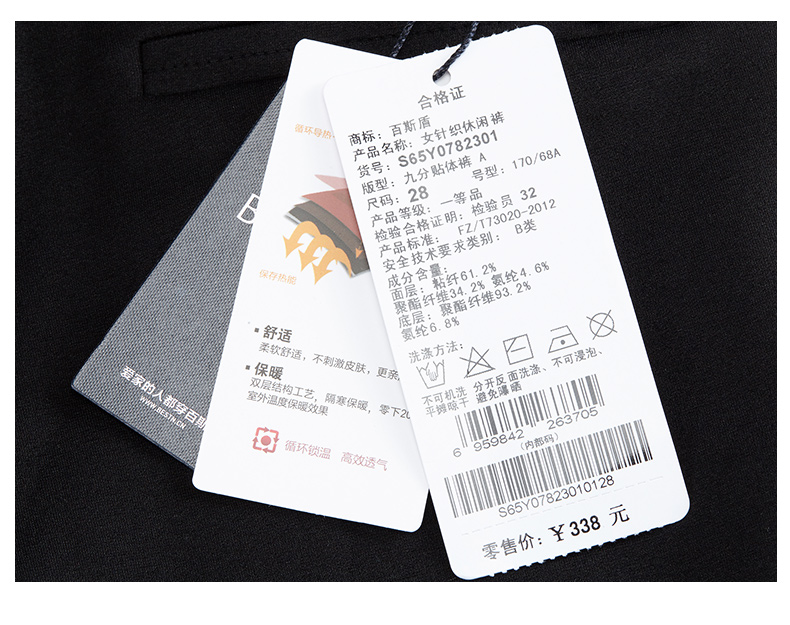 合格证
商标：百斯盾
产品名称：女针织休闲裤
货号：S65Y0782301
版型：九分贴体裤 A
尺码：28 号型：170/68A
产品等级：一等品
检验合格证明：检验员 32
产品标准： FZ/T73020-2012
安全技术要求类别： B类
成分含量：
面层：粘纤61.2%
聚酯纤维34.2% 氨纶4.6%
底层：聚酯纤维93.2%
氨纶6.8%
洗涤方法：
不可机洗 分开反面洗涤、不可浸泡、
平摊晾干 避免曝晒
6 959842 263705
(内部码)
S65Y07823010128
零售价：¥338 元
循环导热
保存热能
舒适
柔软舒适，不刺激皮肤，更亲
保暖
双层结构工艺，隔寒保暖，零下20
室外温度保暖效果
循环锁温 高效透气
B
爱家的人都穿百斯
WWW.BESTN.CN